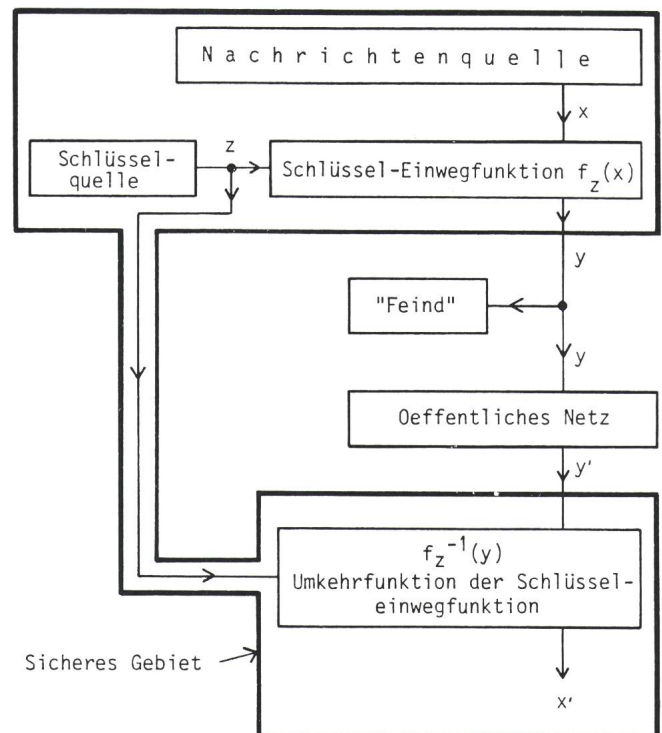 Nachrichtenquelle
x
z
Schlüssel-
quelle
Schlüssel-Einwegfunktion f_z(x)
y
"Feind"
y
Oeffentliches Netz
y'
f_z⁻¹(y)
Umkehrfunktion der Schlüssel-
einwegfunktion
Sicheres Gebiet
x'